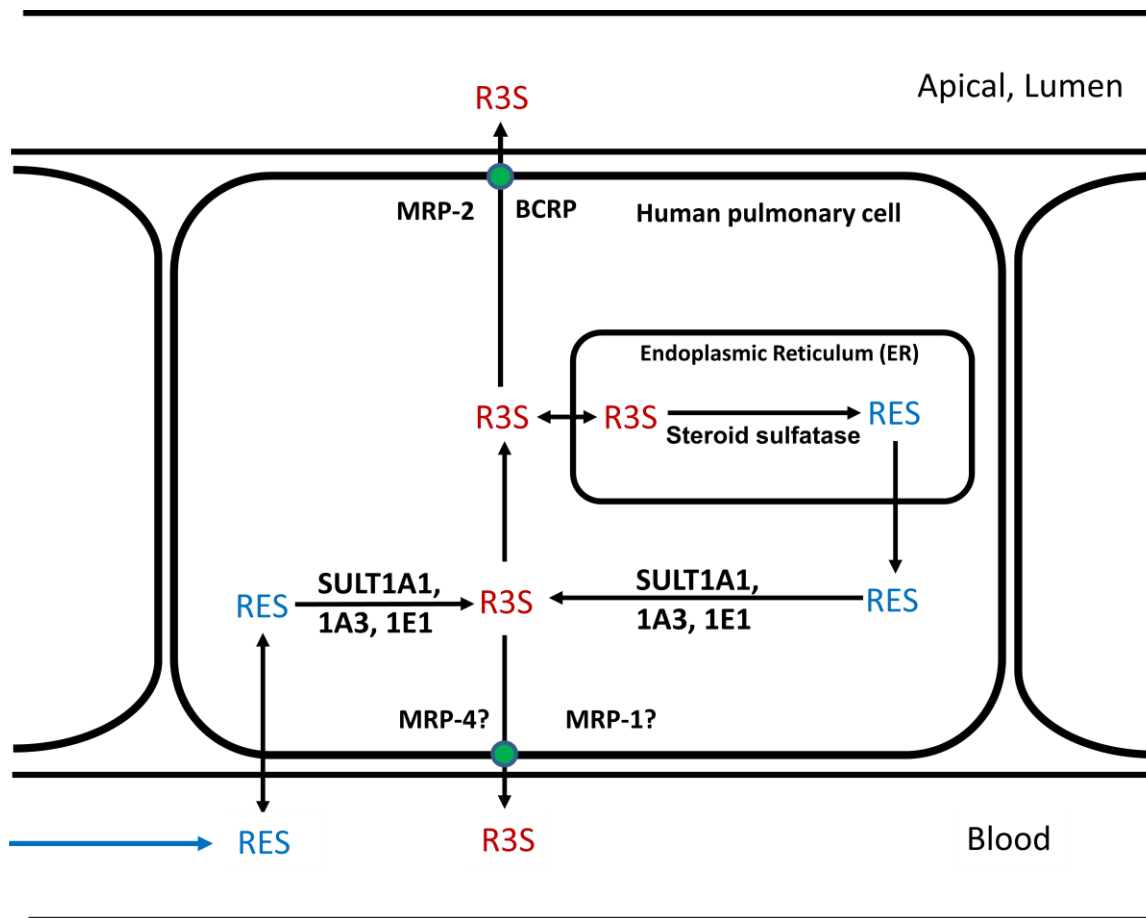 Apical, Lumen
R3S
MRP-2
BCRP
Human pulmonary cell
Endoplasmic Reticulum (ER)
R3S
R3S
RES
Steroid sulfatase
SULT1A1,
1A3, 1E1
SULT1A1,
1A3, 1E1
RES
R3S
RES
MRP-4?
MRP-1?
RES
R3S
Blood